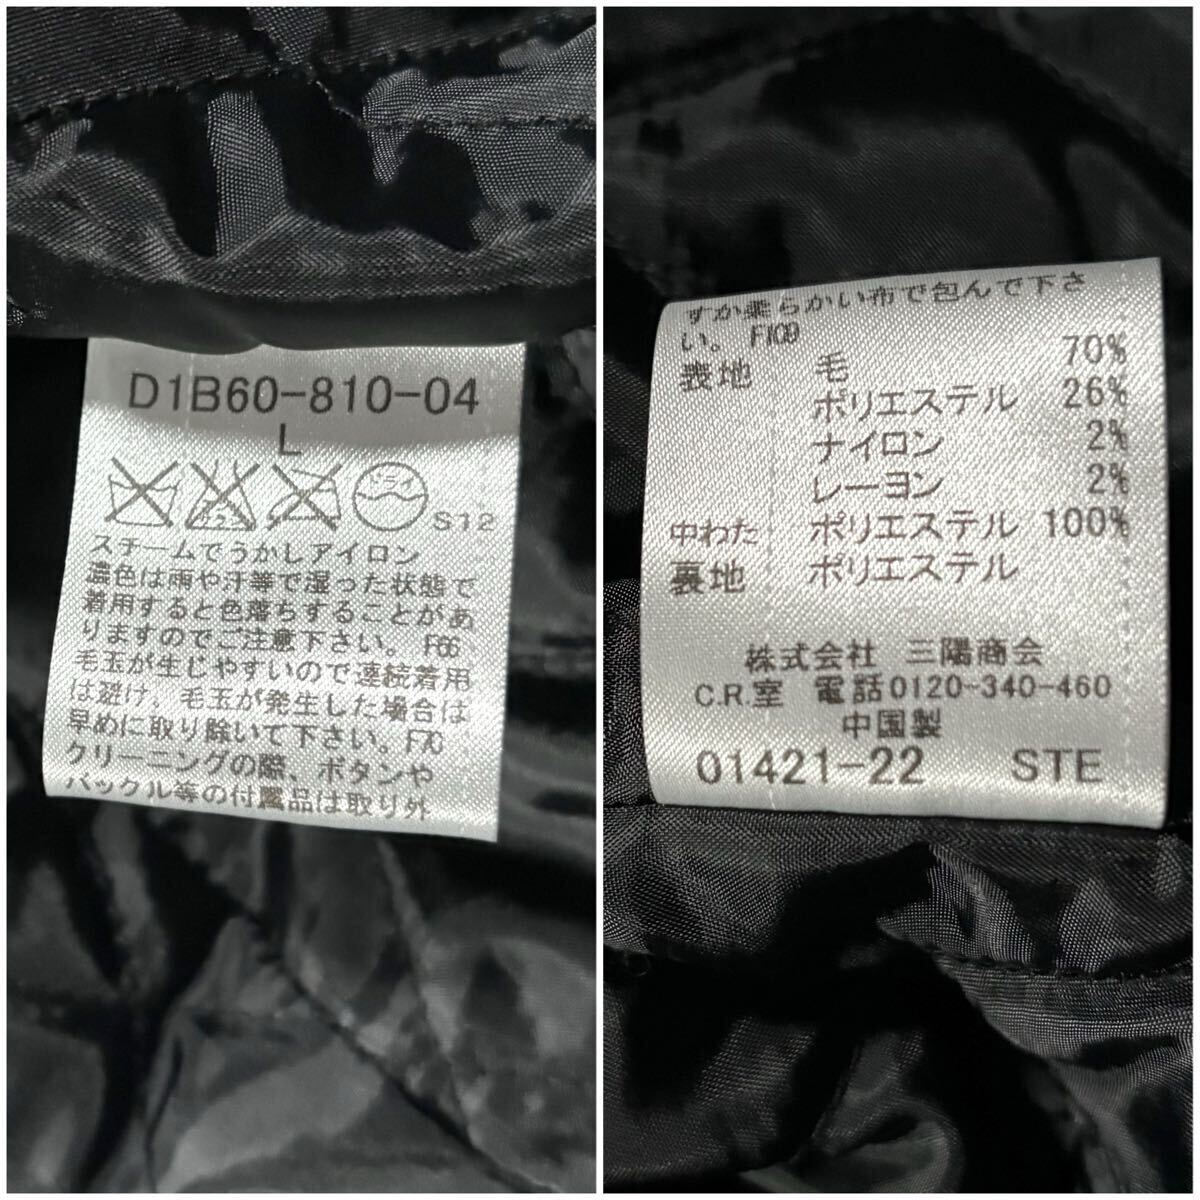 D1B60-810-04
L
ドライ
S12
スチームでうかしアイロン
濃色は雨や汗等で湿った状態で
着用すると色落ちすることがあ
りますのでご注意下さい。 F66
毛玉が生じやすいので連続着用
は避け、毛玉が発生した場合は
早めに取り除いて下さい。F70
クリーニングの際、ボタンや
バックル等の付属品は取り外
すか柔らかい布で包んで下さ
い。 F109
表地 毛 70%
ポリエステル 26%
ナイロン 2%
レーヨン 2%
中わた ポリエステル 100%
裏地 ポリエステル
株式会社 三陽商会
C.R.室 電話0120-340-460
中国製
01421-22 STE